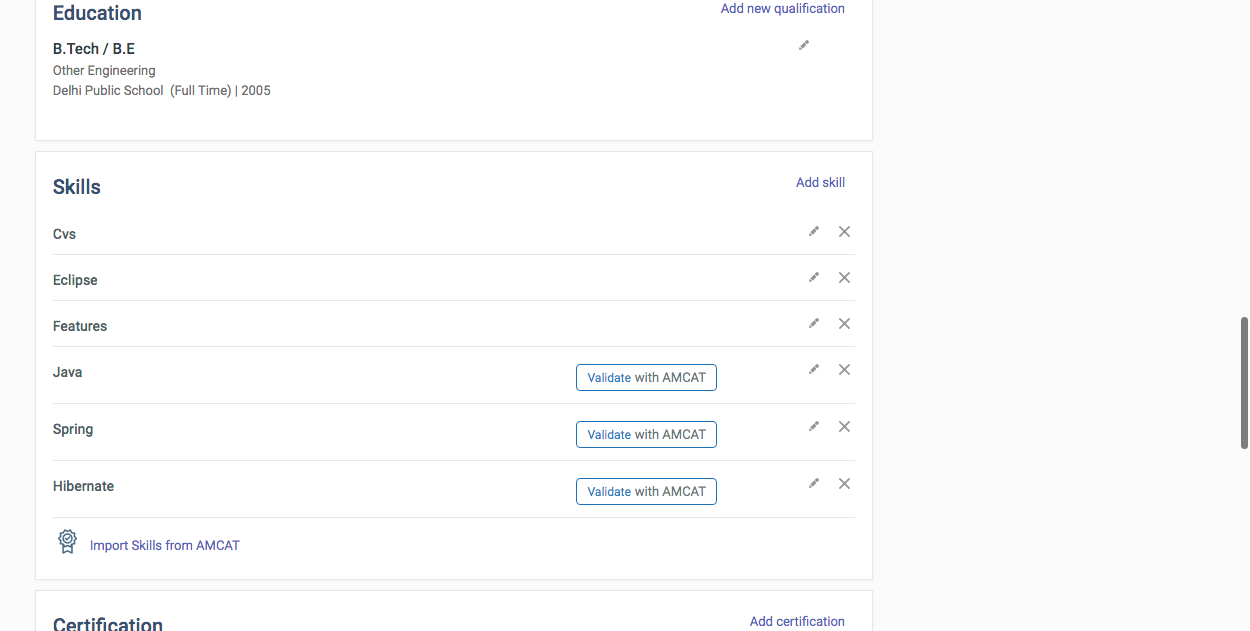 Education
Add new qualification
B.Tech / B.E
Other Engineering
Delhi Public School (Full Time) | 2005
Skills
Add skill
Cvs
Eclipse
Features
Java
Validate with AMCAT
Spring
Validate with AMCAT
Hibernate
Validate with AMCAT
Import Skills from AMCAT
Certification
Add certification